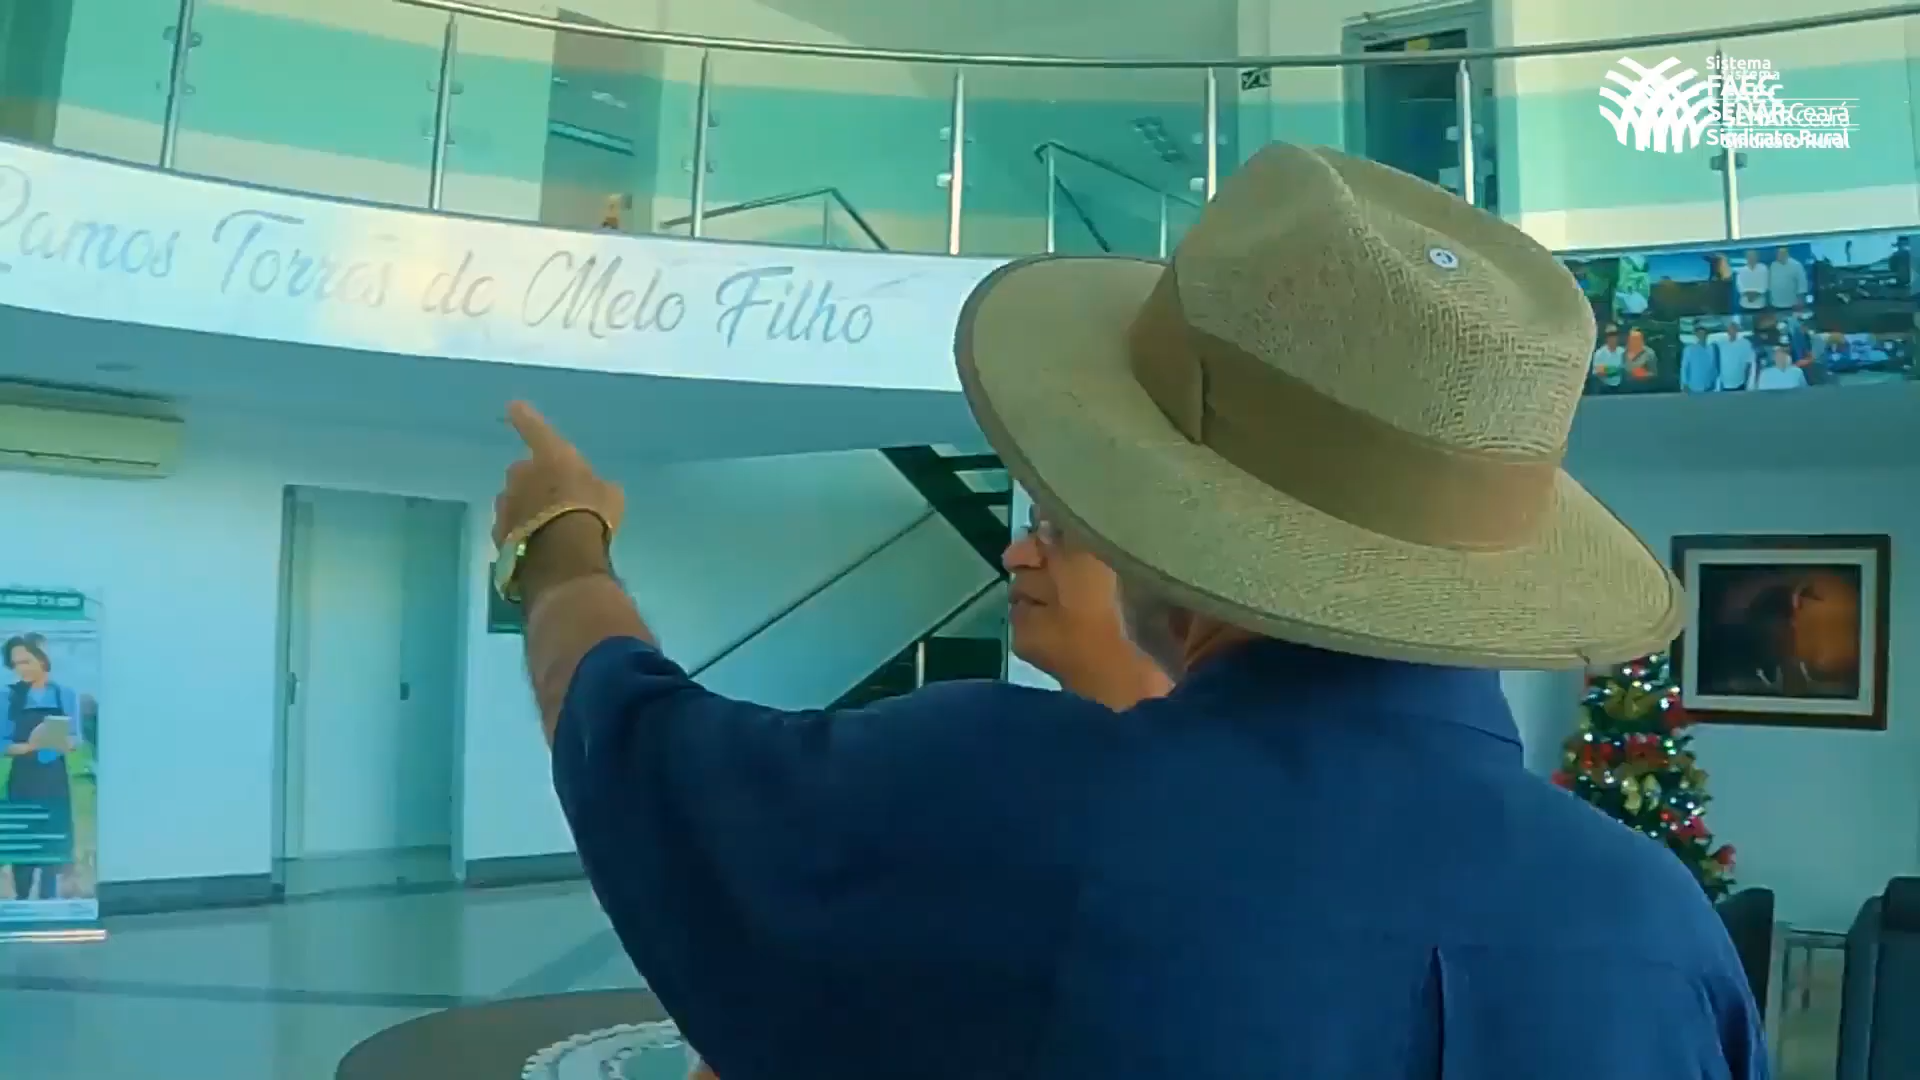 Sistema
FAEC
SENAR Ceará
Sindicato Rural
Ramos Torres de Melo Filho